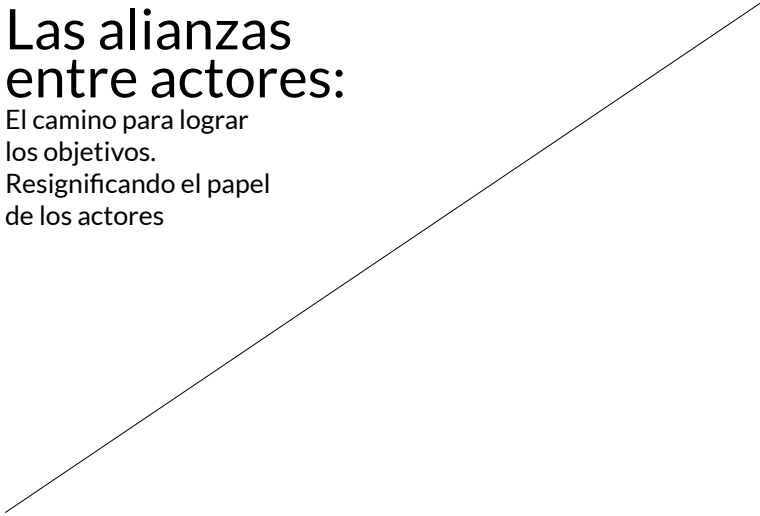 Las alianzas
entre actores:
El camino para lograr
los objetivos.
Resignificando el papel
de los actores